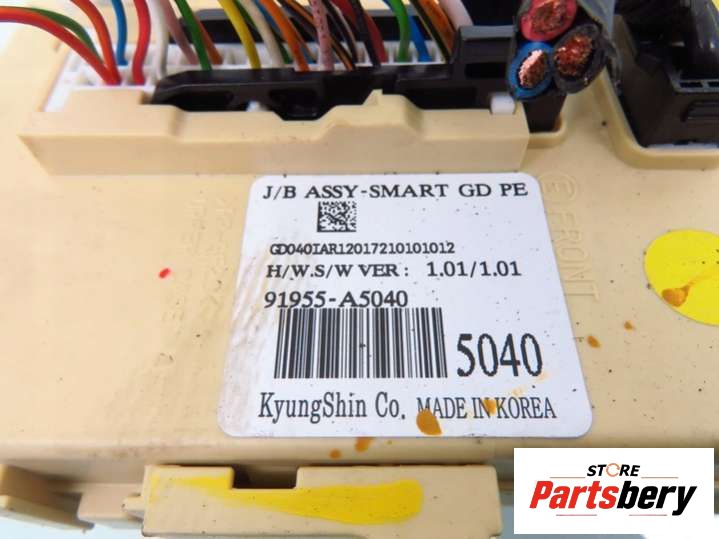 J/B ASSY-SMART GD PE
GD040IAR12017210101012
H/W.S/W VER : 1.01/1.01
91955-A5040
5040
KyungShin Co. MADE IN KOREA
FRONT
STORE
Partsbery